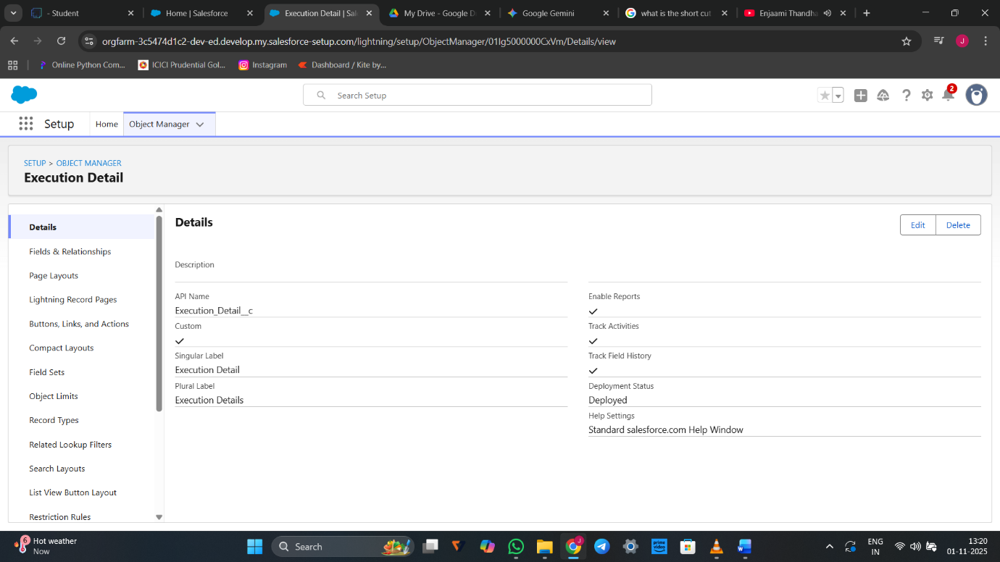 - Student
Home | Salesforce
Execution Detail | Sal
My Drive - Google D
Google Gemini
what is the short cut
Enjaami Thandha
orgfarm-3c5474d1c2-dev-ed.develop.my.salesforce-setup.com/lightning/setup/ObjectManager/01Ig5000000CxVm/Details/view
J
Online Python Com...
ICICI Prudential Gol...
Instagram
Dashboard / Kite by...
Search Setup
2
Setup
Home
Object Manager
SETUP > OBJECT MANAGER
Execution Detail
Details
Fields & Relationships
Page Layouts
Lightning Record Pages
Buttons, Links, and Actions
Compact Layouts
Field Sets
Object Limits
Record Types
Related Lookup Filters
Search Layouts
List View Button Layout
Restriction Rules
Details
Edit
Delete
Description
API Name
Execution_Detail__c
Custom
Singular Label
Execution Detail
Plural Label
Execution Details
Enable Reports
Track Activities
Track Field History
Deployment Status
Deployed
Help Settings
Standard salesforce.com Help Window
6
Hot weather
Now
Search
J
prime video
ENG
IN
13:20
01-11-2025